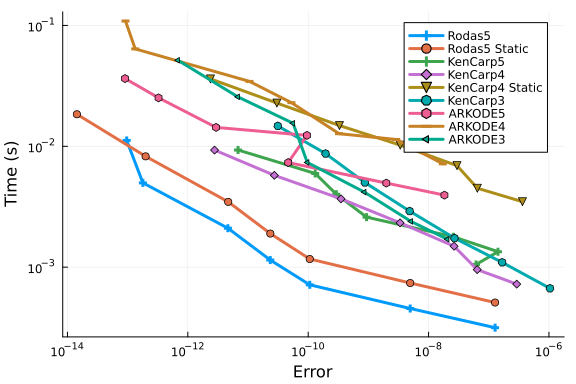 10⁻¹
10⁻²
10⁻³
Time (s)
Rodas5
Rodas5 Static
KenCarp5
KenCarp4
KenCarp4 Static
KenCarp3
ARKODE5
ARKODE4
ARKODE3
10⁻¹⁴ 10⁻¹² 10⁻¹⁰ 10⁻⁸ 10⁻⁶
Error